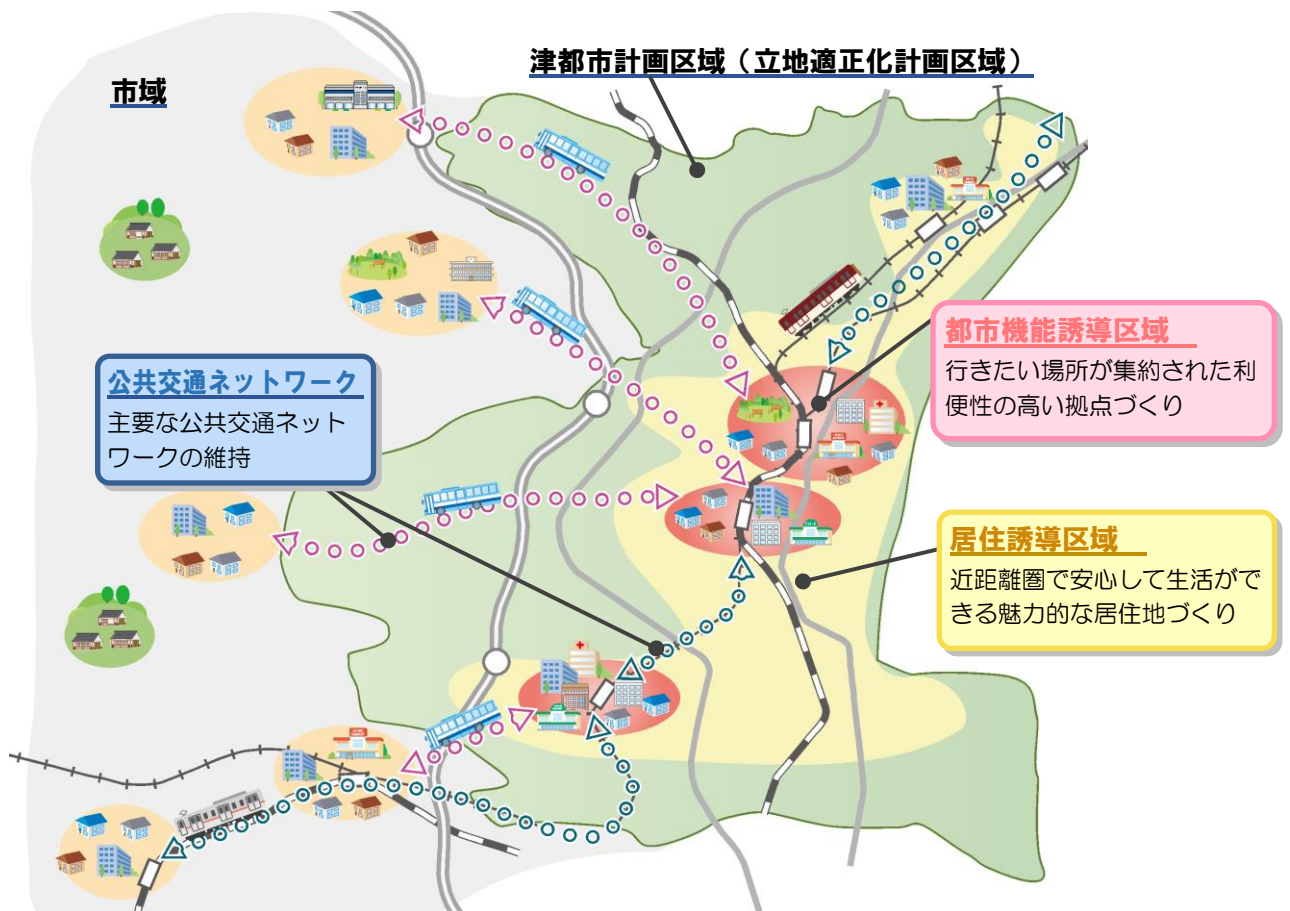 津都市計画区域（立地適正化計画区域）
市域
都市機能誘導区域
行きたい場所が集約された利
便性の高い拠点づくり
公共交通ネットワーク
主要な公共交通ネット
ワークの維持
居住誘導区域
近距離圏で安心して生活がで
きる魅力的な居住地づくり